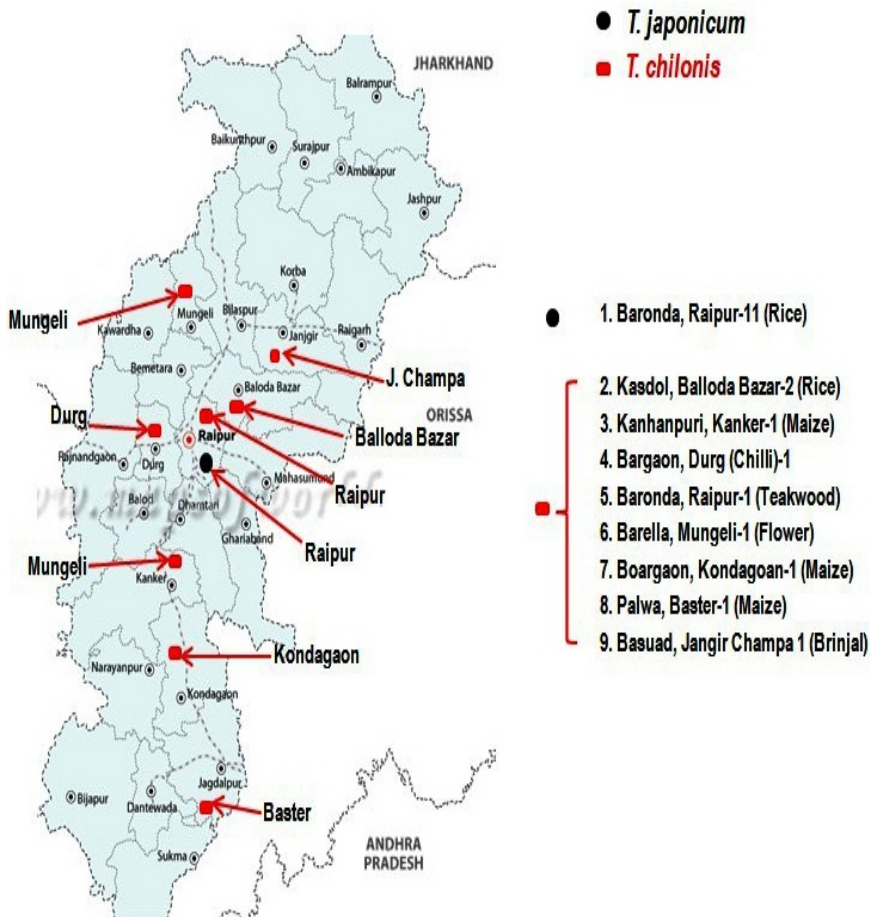 T. japonicum
T. chilonis
JHARKHAND
Balrampur
Baikunthpur
Surajpur
Ambikapur
Jashpur
Korba
Mungeli
Mungeli
Bilaspur
Janjgir
Raigarh
Kawardha
1. Baronda, Raipur-11 (Rice)
Bemetara
J. Champa
Baloda Bazar
2. Kasdol, Balloda Bazar-2 (Rice)
Durg
ORISSA
3. Kanhanpuri, Kanker-1 (Maize)
Raipur
Balloda Bazar
Rajnandgaon
Durg
4. Bargaon, Durg (Chilli)-1
Mahasumund
Raipur
5. Baronda, Raipur-1 (Teakwood)
Balod
Dhamtari
Ghariaband
6. Barella, Mungeli-1 (Flower)
Raipur
Mungeli
Kanker
7. Boargaon, Kondagoan-1 (Maize)
8. Palwa, Baster-1 (Maize)
Kondagaon
9. Basuad, Jangir Champa 1 (Brinjal)
Narayanpur
Kondagaon
Jagdalpur
Bijapur
Dantewada
Baster
ANDHRA
PRADESH
Sukma